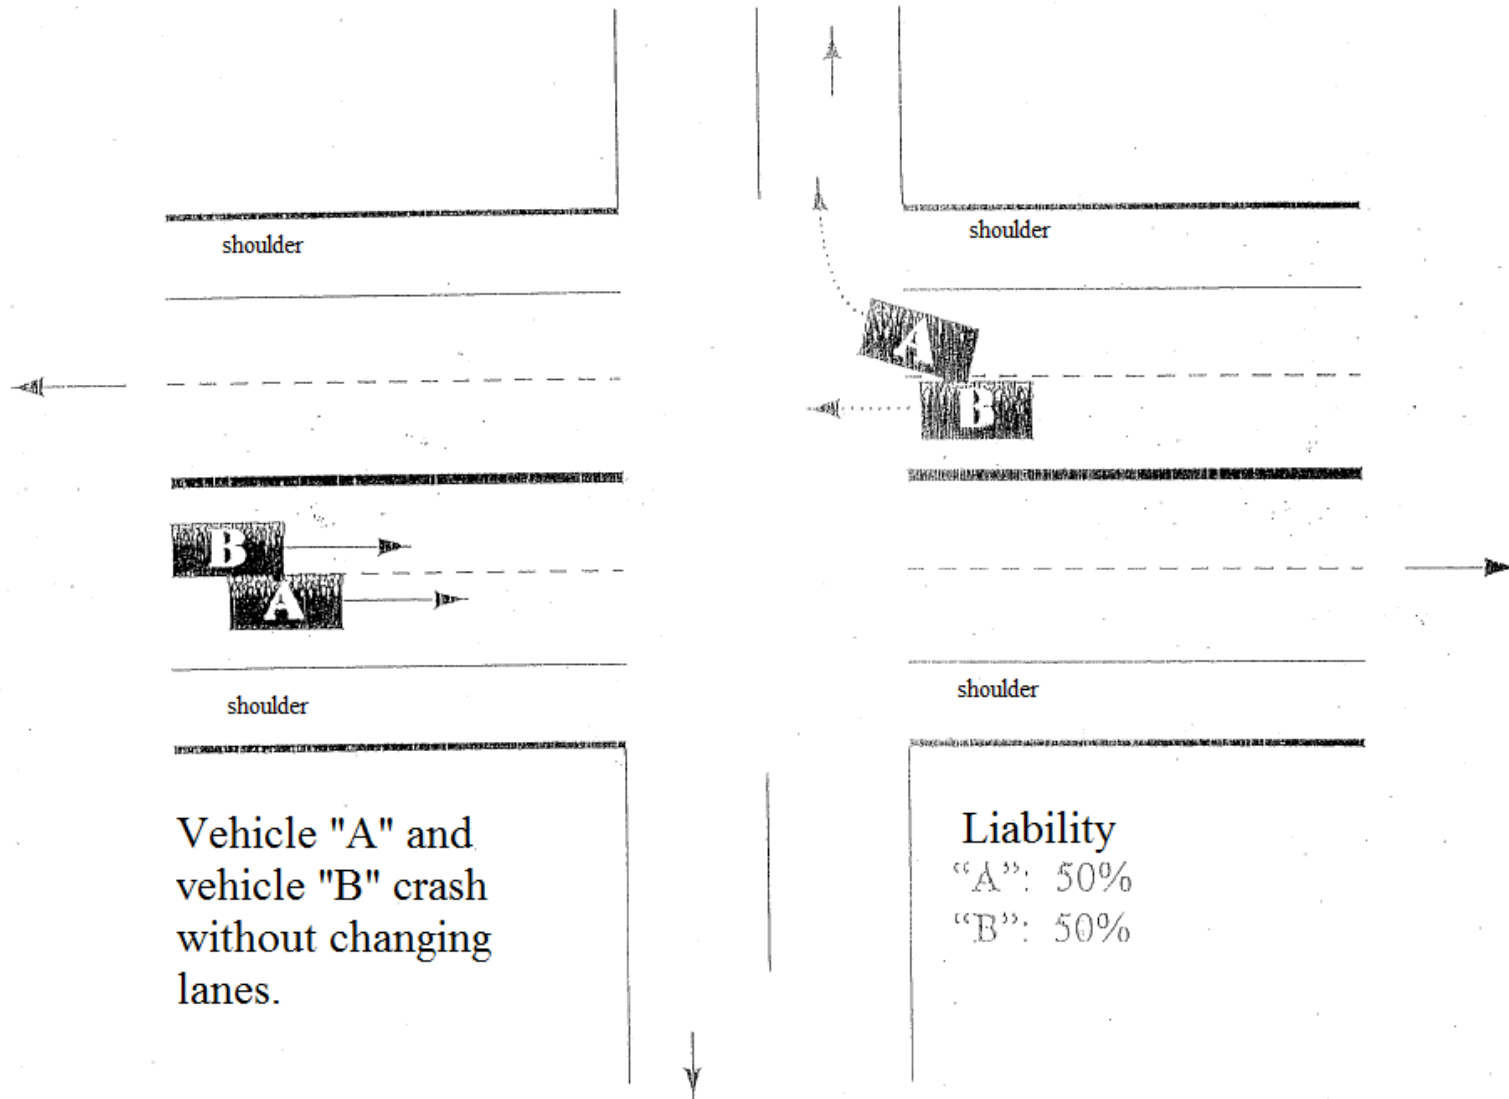 shoulder
shoulder
A
B
B
A
shoulder
shoulder
Vehicle "A" and
vehicle "B" crash
without changing
lanes.
Liability
“A”: 50%
“B”: 50%